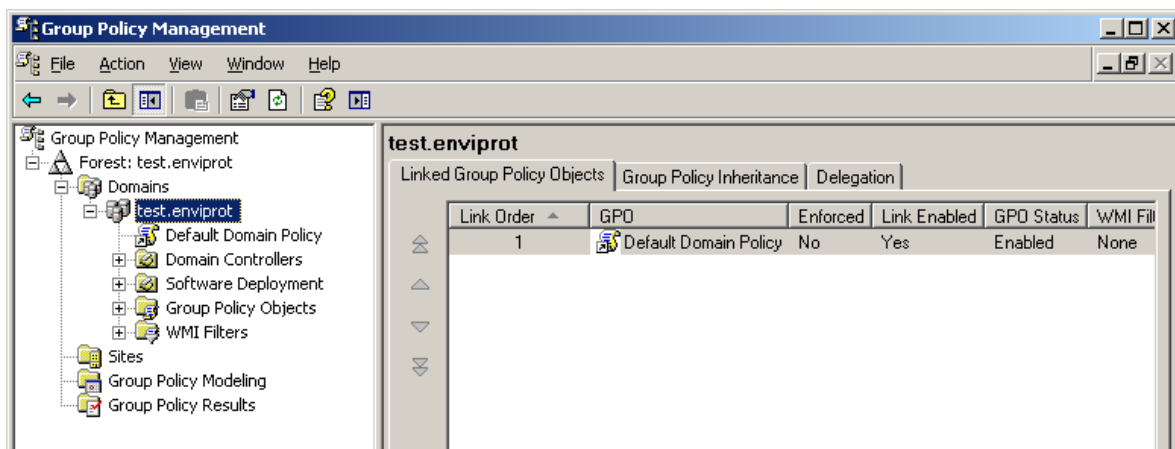 Group Policy Management
File Action View Window Help
Group Policy Management
Forest: test.enviprot
Domains
test.enviprot
Default Domain Policy
Domain Controllers
Software Deployment
Group Policy Objects
WMI Filters
Sites
Group Policy Modeling
Group Policy Results
test.enviprot
Linked Group Policy Objects Group Policy Inheritance Delegation
Link Order GPO Enforced Link Enabled GPO Status WMI Fil
1 Default Domain Policy No Yes Enabled None